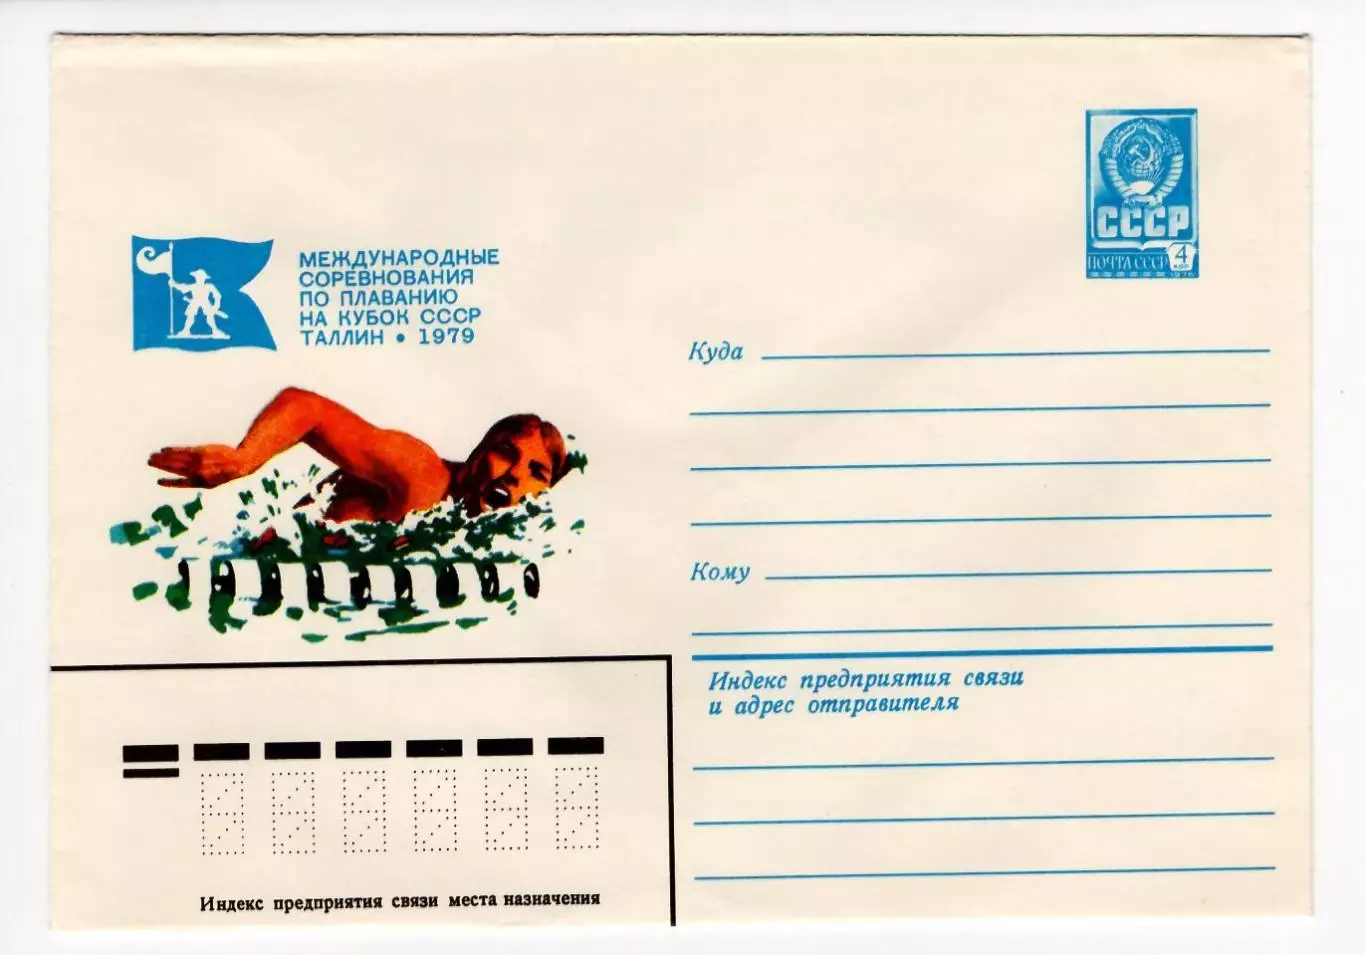 МЕЖДУНАРОДНЫЕ
СОРЕВНОВАНИЯ
ПО ПЛАВАНИЮ
НА КУБОК СССР
ТАЛЛИН • 1979
СССР
ПОЧТА СССР
4
КОП
Куда
Кому
Индекс предприятия связи
и адрес отправителя
Индекс предприятия связи места назначения